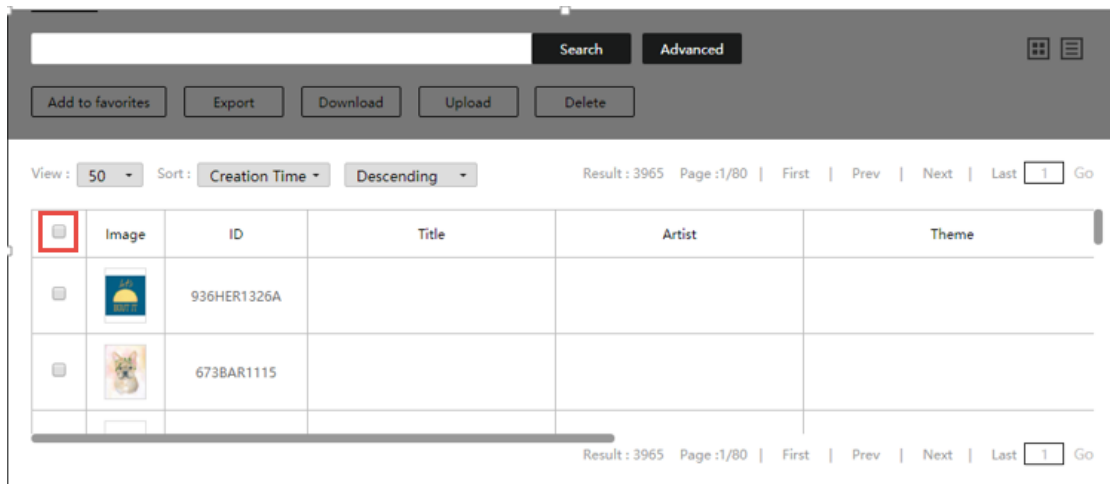 Search Advanced
Add to favorites Export Download Upload Delete
View : 50 Sort : Creation Time Descending Result : 3965 Page :1/80 | First | Prev | Next | Last 1 Go
Image ID Title Artist Theme
936HER1326A
673BAR1115
Result : 3965 Page :1/80 | First | Prev | Next | Last 1 Go